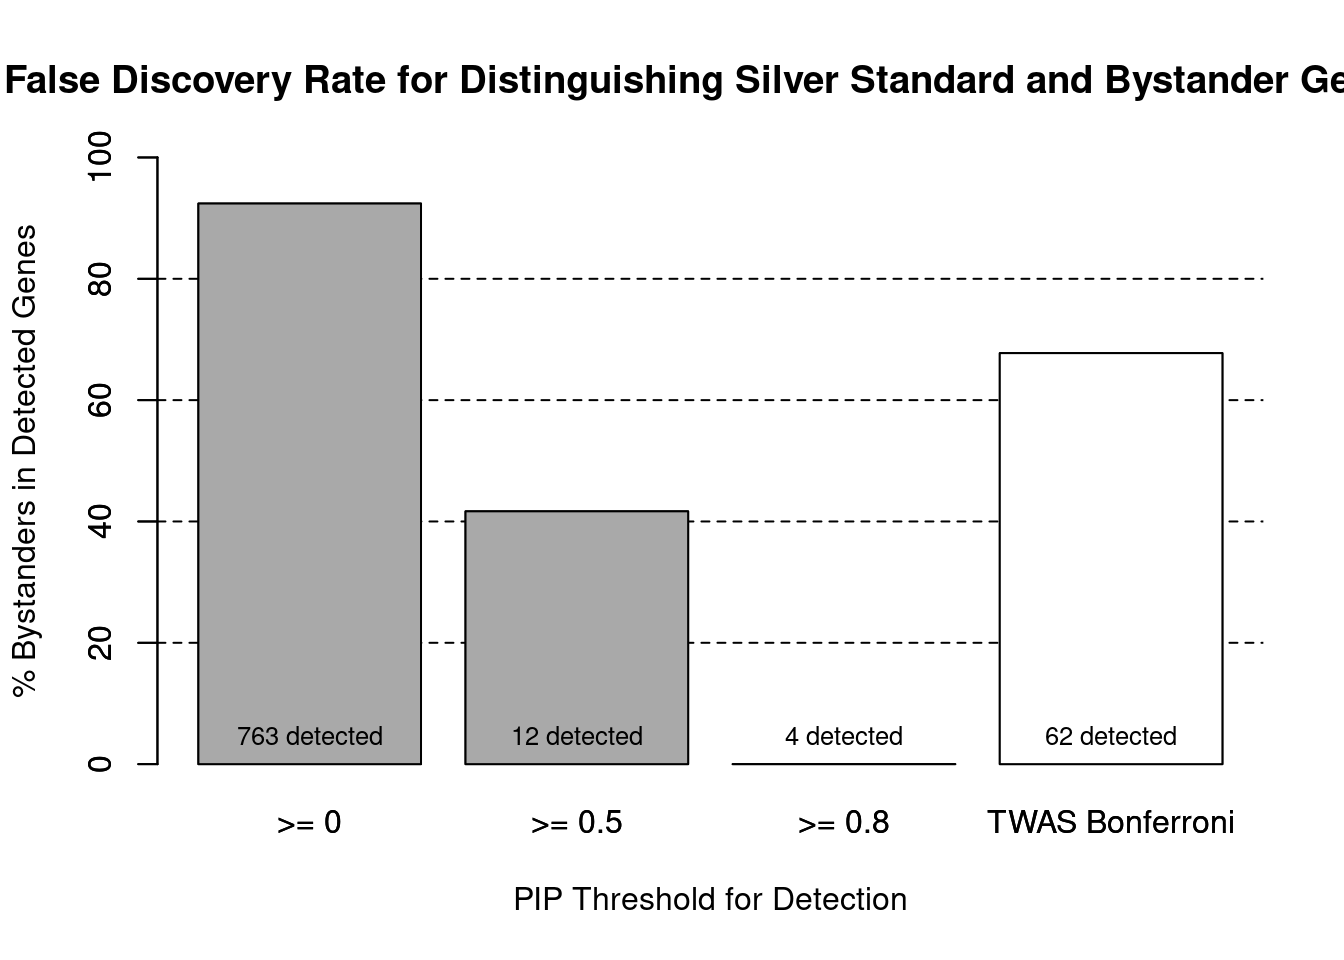 False Discovery Rate for Distinguishing Silver Standard and Bystander Ge
% Bystanders in Detected Genes
100
80
60
40
20
0
763 detected
12 detected
4 detected
62 detected
>= 0
>= 0.5
>= 0.8
TWAS Bonferroni
PIP Threshold for Detection